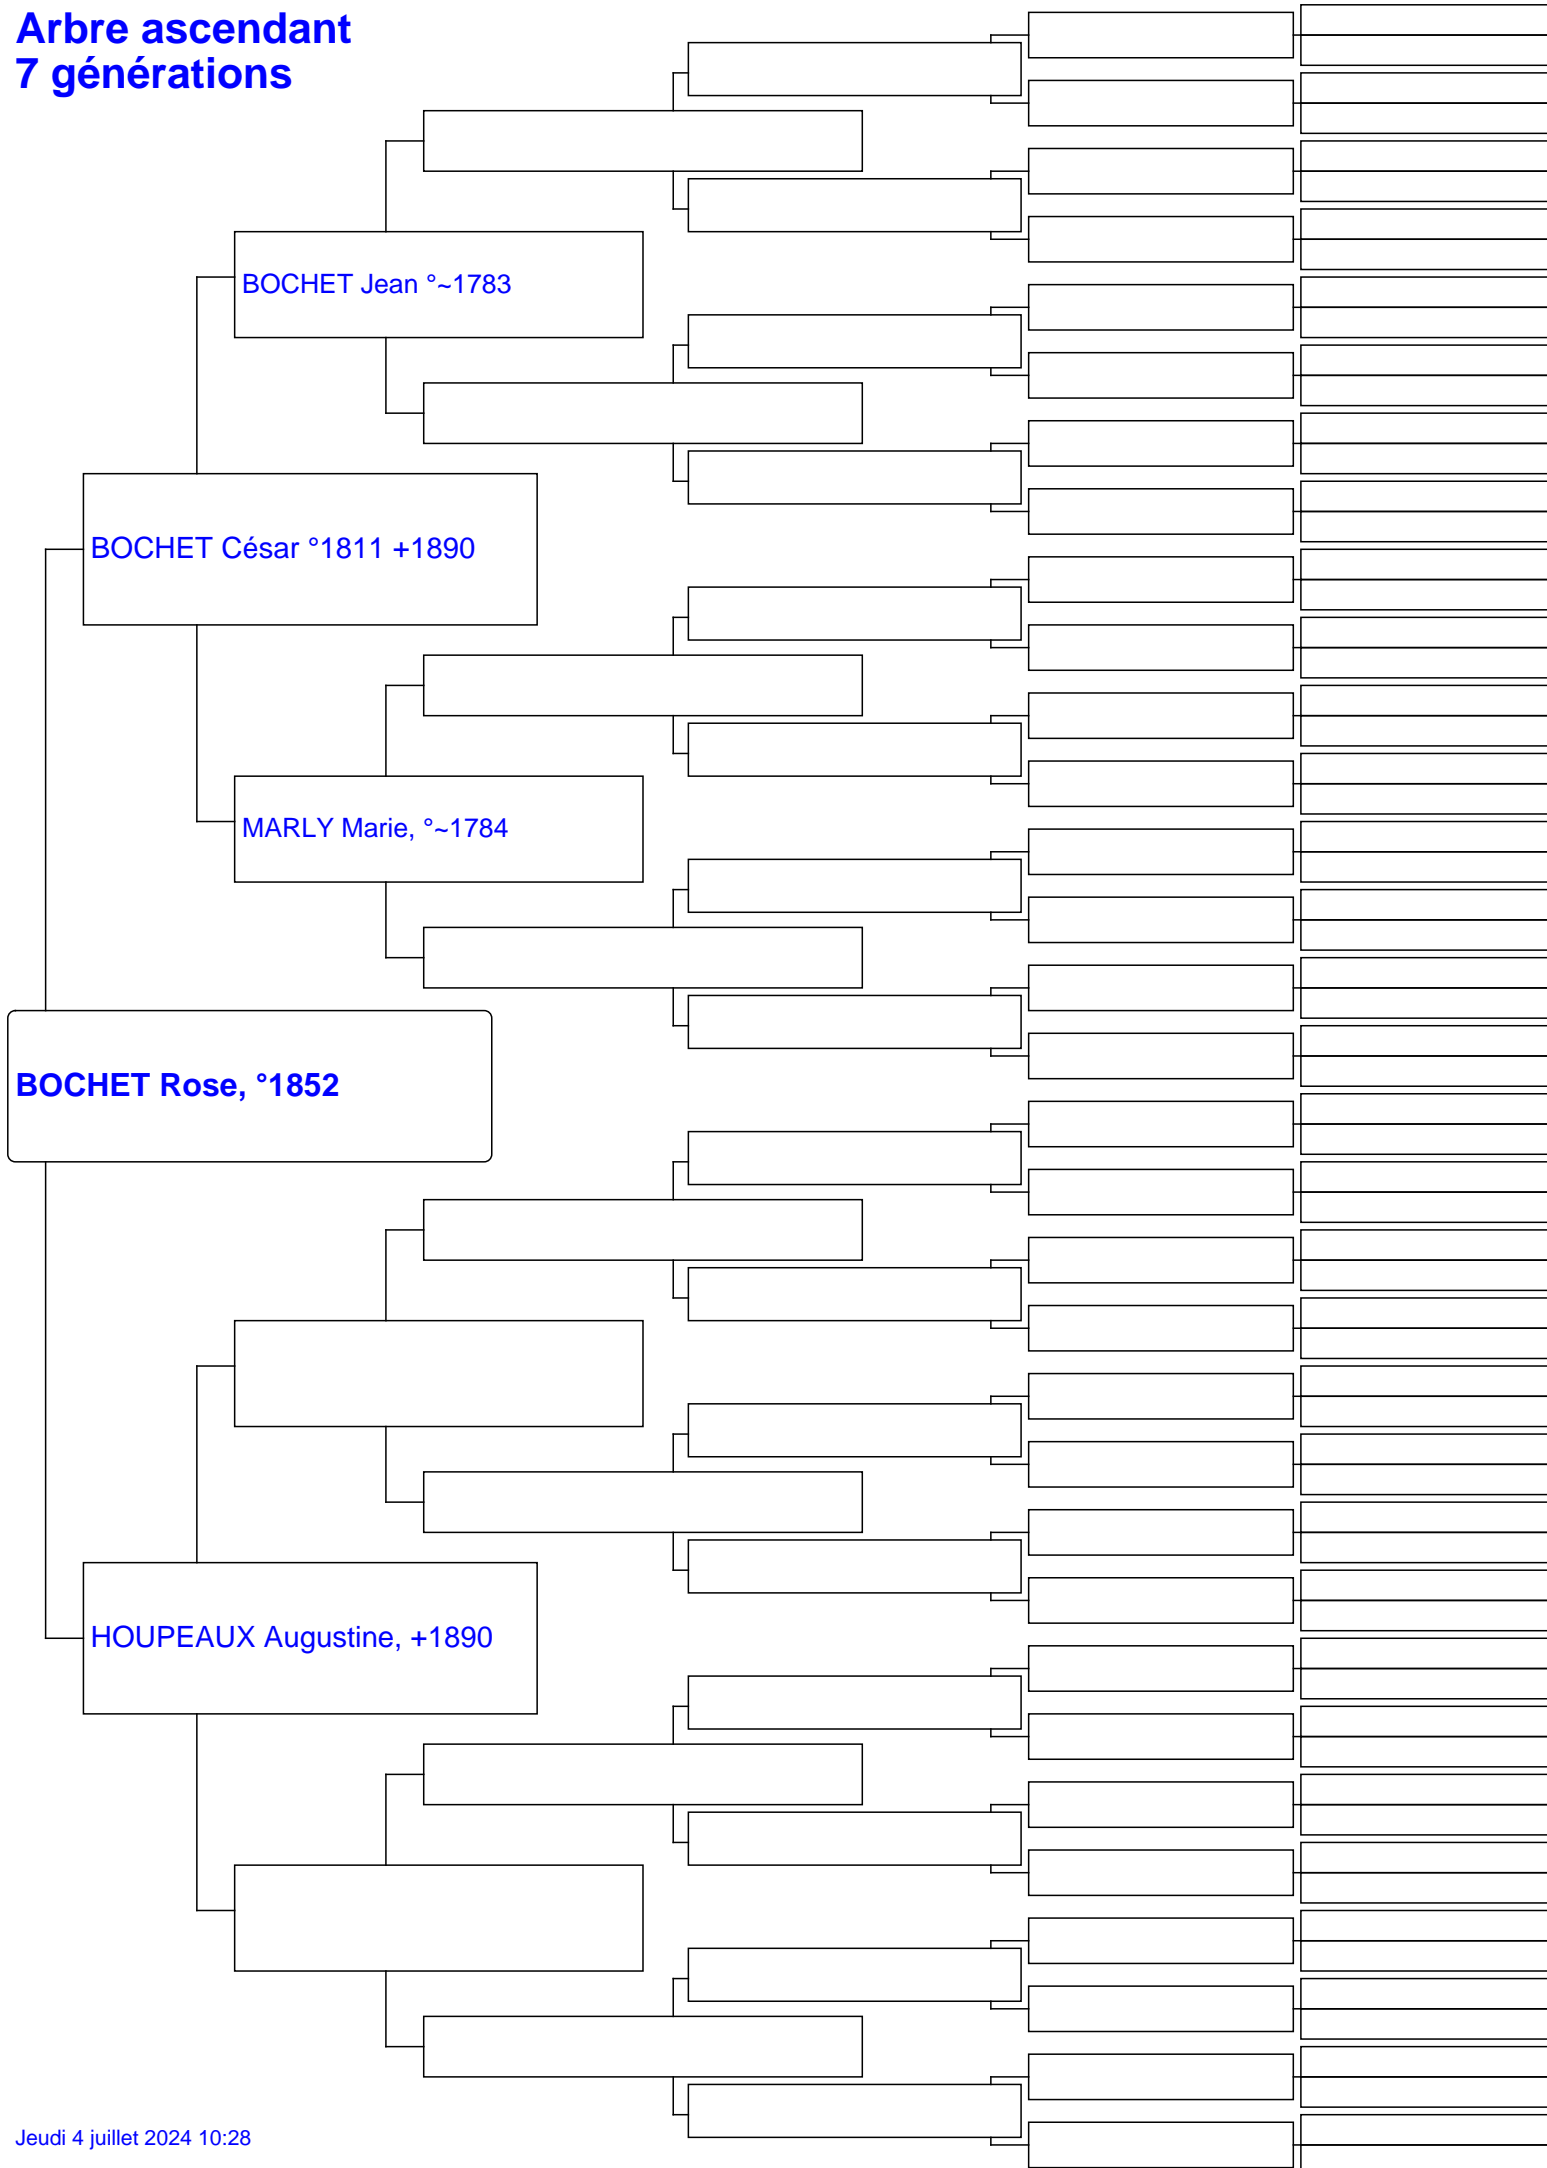 Arbre ascendant
7 générations
BOCHET Jean °~1783
BOCHET César °1811 +1890
MARLY Marie, °~1784
BOCHET Rose, °1852
HOUPEAUX Augustine, +1890
Jeudi 4 juillet 2024 10:28